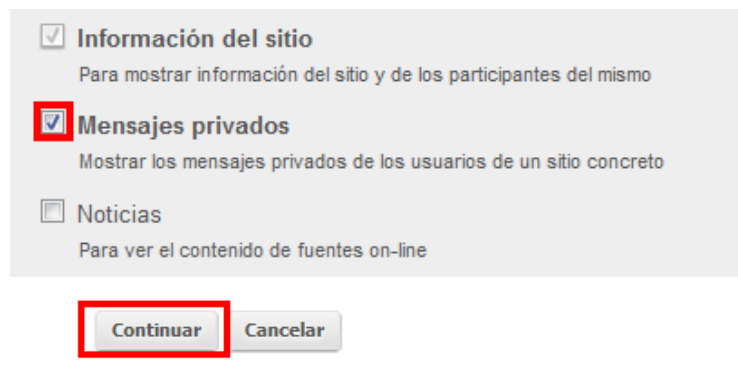 Información del sitio
Para mostrar información del sitio y de los participantes del mismo
Mensajes privados
Mostrar los mensajes privados de los usuarios de un sitio concreto
Noticias
Para ver el contenido de fuentes on-line
Continuar Cancelar